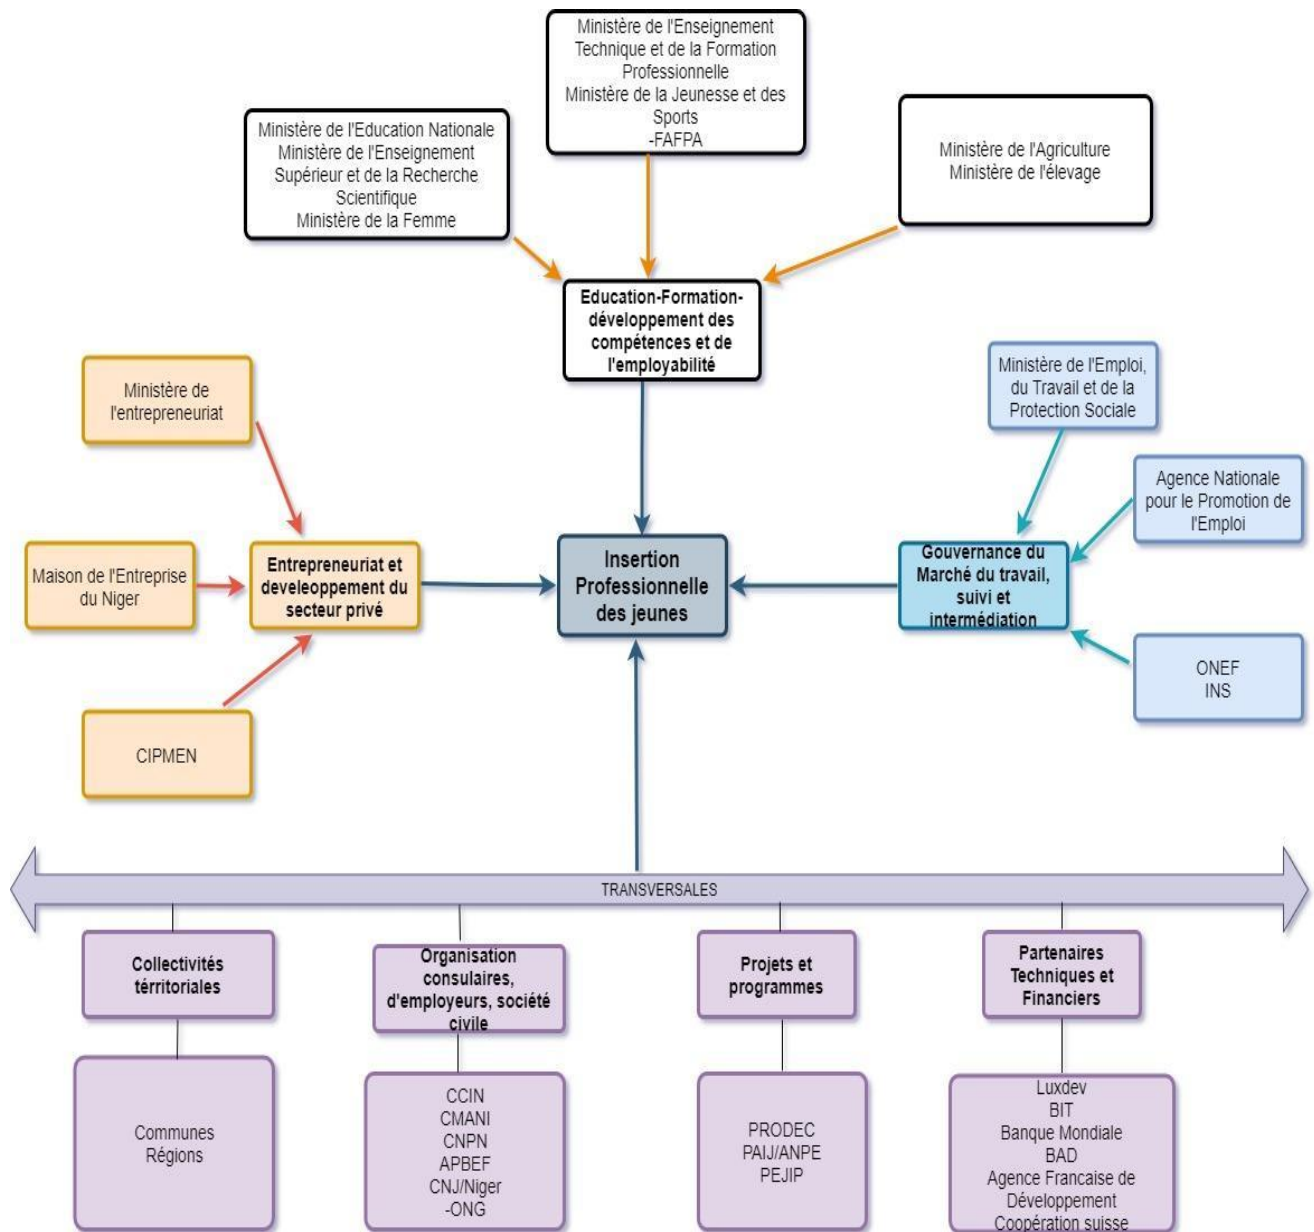 Ministère de l'Enseignement
Technique et de la Formation
Professionnelle
Ministère de la Jeunesse et des
Sports
-FAFPA
Ministère de l'Education Nationale
Ministère de l'Enseignement
Supérieur et de la Recherche
Scientifique
Ministère de la Femme
Ministère de l'Agriculture
Ministère de l'élevage
Education-Formation-
développement des
compétences et de
l'employabilité
Ministère de
l'entrepreneuriat
Ministère de l'Emploi,
du Travail et de la
Protection Sociale
Agence Nationale
pour le Promotion de
l'Emploi
Maison de l'Entreprise
du Niger
Entrepreneuriat et
develeoppement du
secteur privé
Insertion
Professionnelle
des jeunes
Gouvernance du
Marché du travail,
suivi et
intermédiation
ONEF
INS
CIPMEN
TRANSVERSALES
Collectivités
térritoriales
Organisation
consulaires,
d'employeurs, société
civile
Projets et
programmes
Partenaires
Techniques et
Financiers
Communes
Régions
CCIN
CMANI
CNPN
APBEF
CNJ/Niger
-ONG
PRODEC
PAIJ/ANPE
PEJIP
Luxdev
BIT
Banque Mondiale
BAD
Agence Francaise de
Développement
Coopération suisse